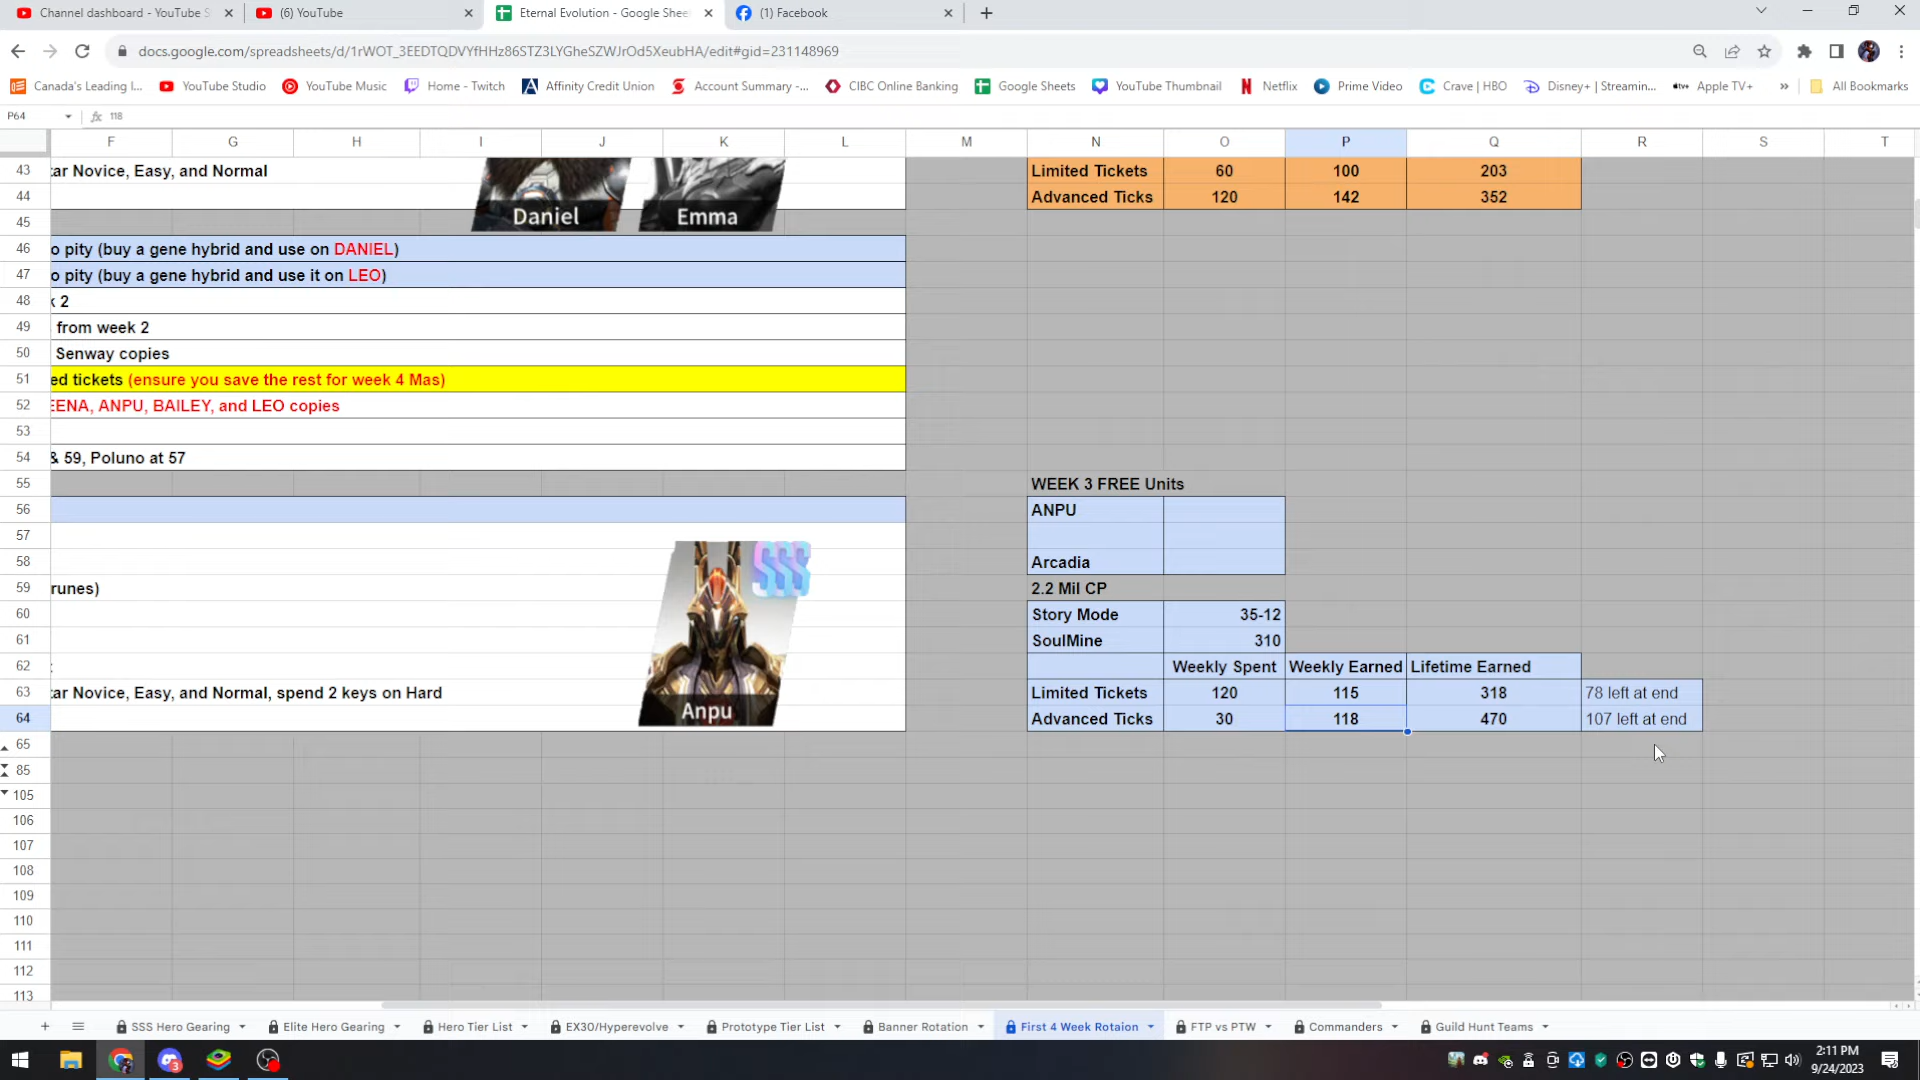 Channel dashboard - YouTube S
(6) YouTube
Eternal Evolution - Google Shee
(1) Facebook
docs.google.com/spreadsheets/d/1rWOT_3EEDTQDVYfHHz86STZ3LYGheSZWJrOd5XeubHA/edit#gid=231148969
Canada's Leading I...
YouTube Studio
YouTube Music
Home - Twitch
Affinity Credit Union
Account Summary -...
CIBC Online Banking
Google Sheets
YouTube Thumbnail
Netflix
Prime Video
Crave | HBO
Disney+ | Streamin...
Apple TV+
All Bookmarks
P64 fx 118
F G H I J K L M N O P Q R S T
43 tar Novice, Easy, and Normal Limited Tickets 60 100 203
44 Daniel Emma Advanced Ticks 120 142 352
45
46 o pity (buy a gene hybrid and use on DANIEL)
47 o pity (buy a gene hybrid and use it on LEO)
48 k 2
49 from week 2
50 Senway copies
51 ed tickets (ensure you save the rest for week 4 Mas)
52 EENA, ANPU, BAILEY, and LEO copies
53
54 & 59, Poluno at 57
55 WEEK 3 FREE Units
56 ANPU
57
58 SSS Arcadia
59 runes) 2.2 Mil CP
60 Story Mode 35-12
61 SoulMine 310
62 Weekly Spent Weekly Earned Lifetime Earned
63 tar Novice, Easy, and Normal, spend 2 keys on Hard Limited Tickets 120 115 318 78 left at end
64 Anpu Advanced Ticks 30 118 470 107 left at end
65
85
105
106
107
108
109
110
111
112
113
SSS Hero Gearing
Elite Hero Gearing
Hero Tier List
EX30/Hyperevolve
Prototype Tier List
Banner Rotation
First 4 Week Rotaion
FTP vs PTW
Commanders
Guild Hunt Teams
2:11 PM
9/24/2023